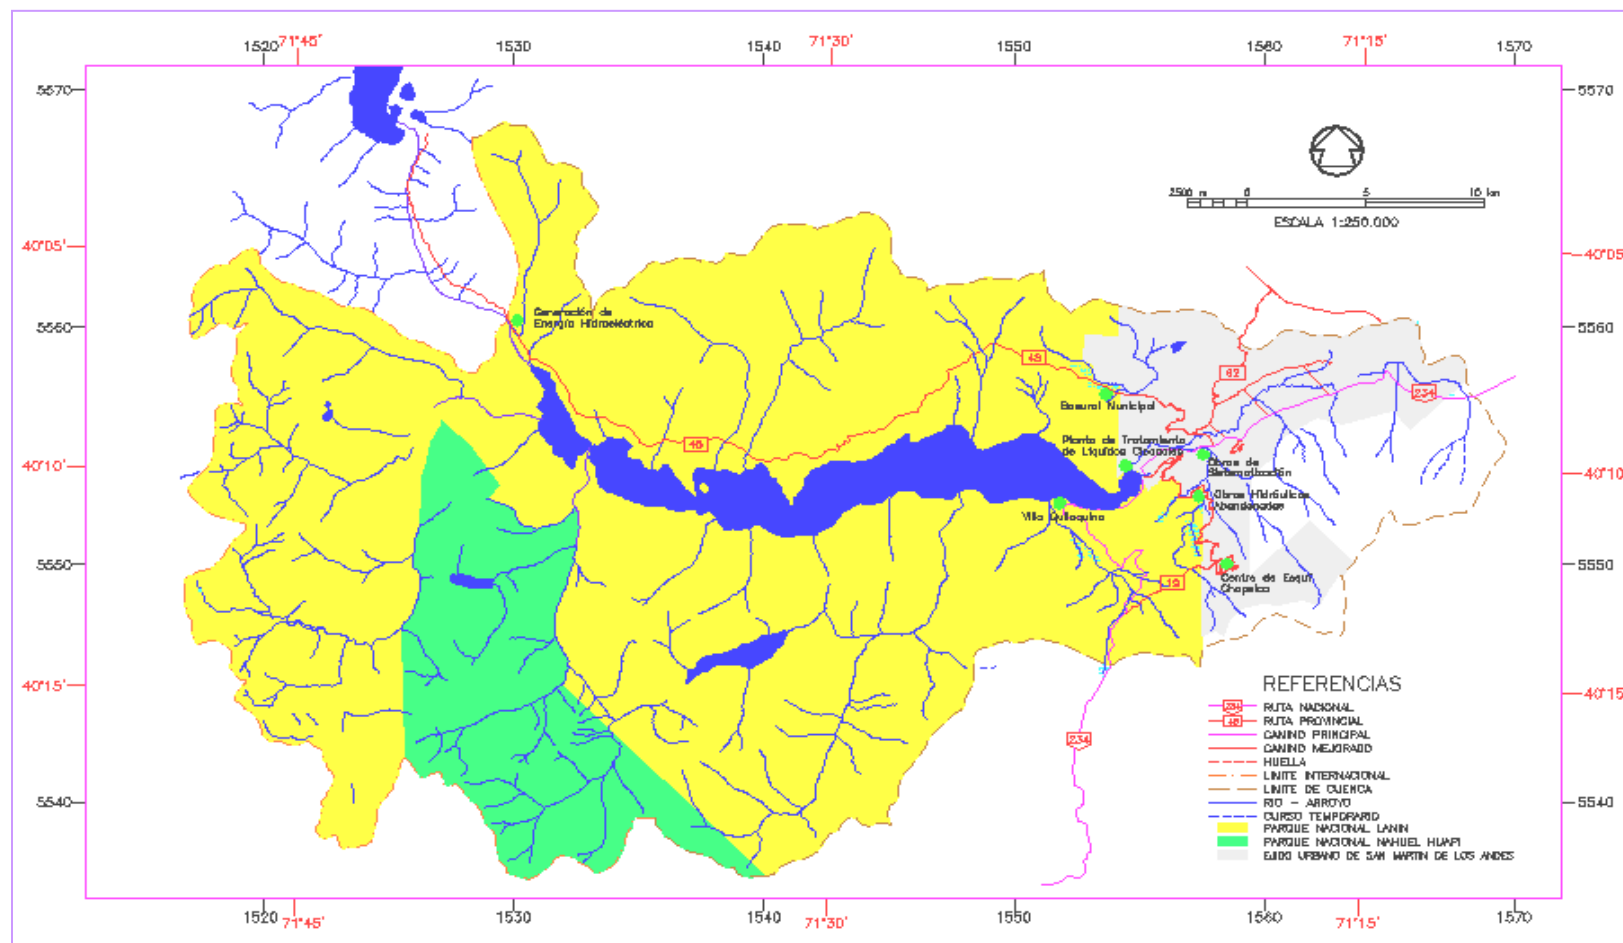 1520 71°45' 1530 1540 71°30' 1550 1560 71°15' 1570
5570 5570
2500 m 0 5 10 km
ESCALA 1:250.000
40°05' 40°05
Generación de
Energía Hidroeléctrica
5560 5560
48
62
234
Basural Municipal
48
Planta de Tratamiento
de Líquidos Cloacales
Obras de
Sistematización
40°10' 40°10
Obras Hidráulicas
Abandonadas
Villa Quilaquina
5550 5550
Centro de Esquí
Chapelco
19
40°15' 40°15
REFERENCIAS
234 RUTA NACIONAL
48 RUTA PROVINCIAL
CAMINO PRINCIPAL
234
CAMINO MEJORADO
HUELLA
LIMITE INTERNACIONAL
LIMITE DE CUENCA
5540 5540
RIO - ARROYO
CURSO TEMPORARIO
PARQUE NACIONAL LANIN
PARQUE NACIONAL NAHUEL HUAPI
EJIDO URBANO DE SAN MARTIN DE LOS ANDES
1520 71°45' 1530 1540 71°30' 1550 1560 71°15' 1570